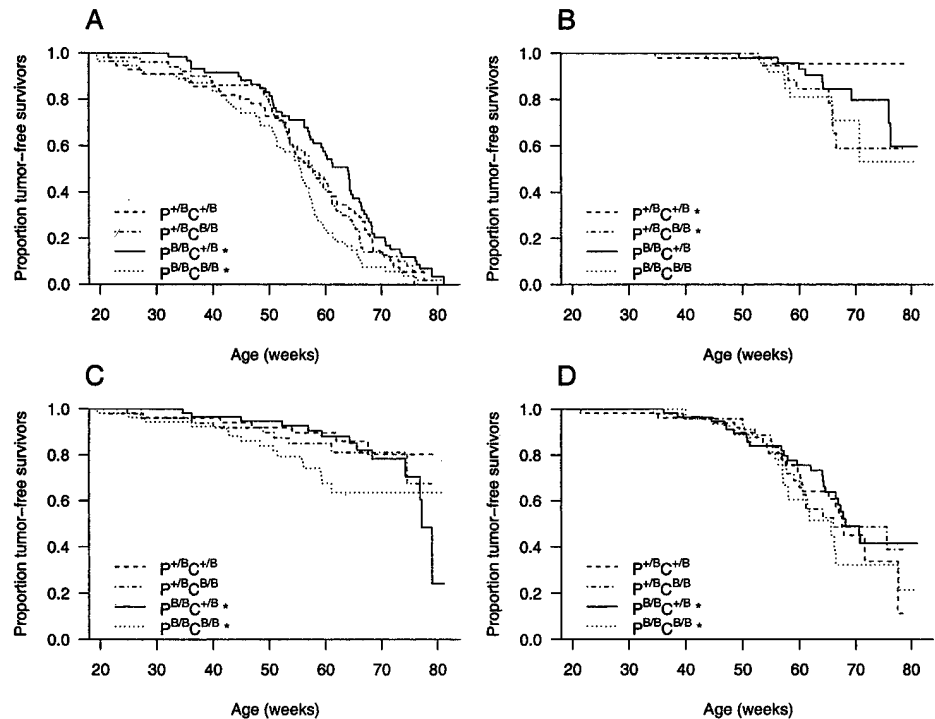 A
Proportion tumor-free survivors
1.0
0.8
0.6
0.4
0.2
0.0
P+/BC+/B
P+/BCB/B
PB/BC+/B *
PB/BCB/B *
20 30 40 50 60 70 80
Age (weeks)
B
Proportion tumor-free survivors
1.0
0.8
0.6
0.4
0.2
0.0
P+/BC+/B *
P+/BCB/B *
PB/BC+/B
PB/BCB/B
20 30 40 50 60 70 80
Age (weeks)
C
Proportion tumor-free survivors
1.0
0.8
0.6
0.4
0.2
0.0
P+/BC+/B
P+/BCB/B
PB/BC+/B *
PB/BCB/B *
20 30 40 50 60 70 80
Age (weeks)
D
Proportion tumor-free survivors
1.0
0.8
0.6
0.4
0.2
0.0
P+/BC+/B
P+/BCB/B
PB/BC+/B *
PB/BCB/B *
20 30 40 50 60 70 80
Age (weeks)